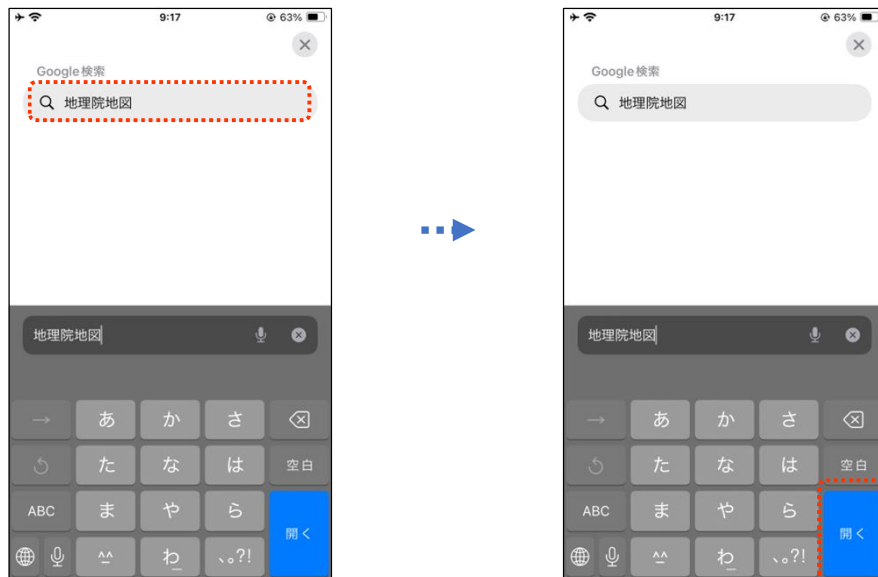 9:17
63%
Google検索
地理院地図
地理院地図
→ あ か さ
た な は 空白
ABC ま や ら
^^ わ_ 、。?! 開く
9:17
63%
Google検索
地理院地図
地理院地図
→ あ か さ
た な は 空白
ABC ま や ら
^^ わ_ 、。?! 開く